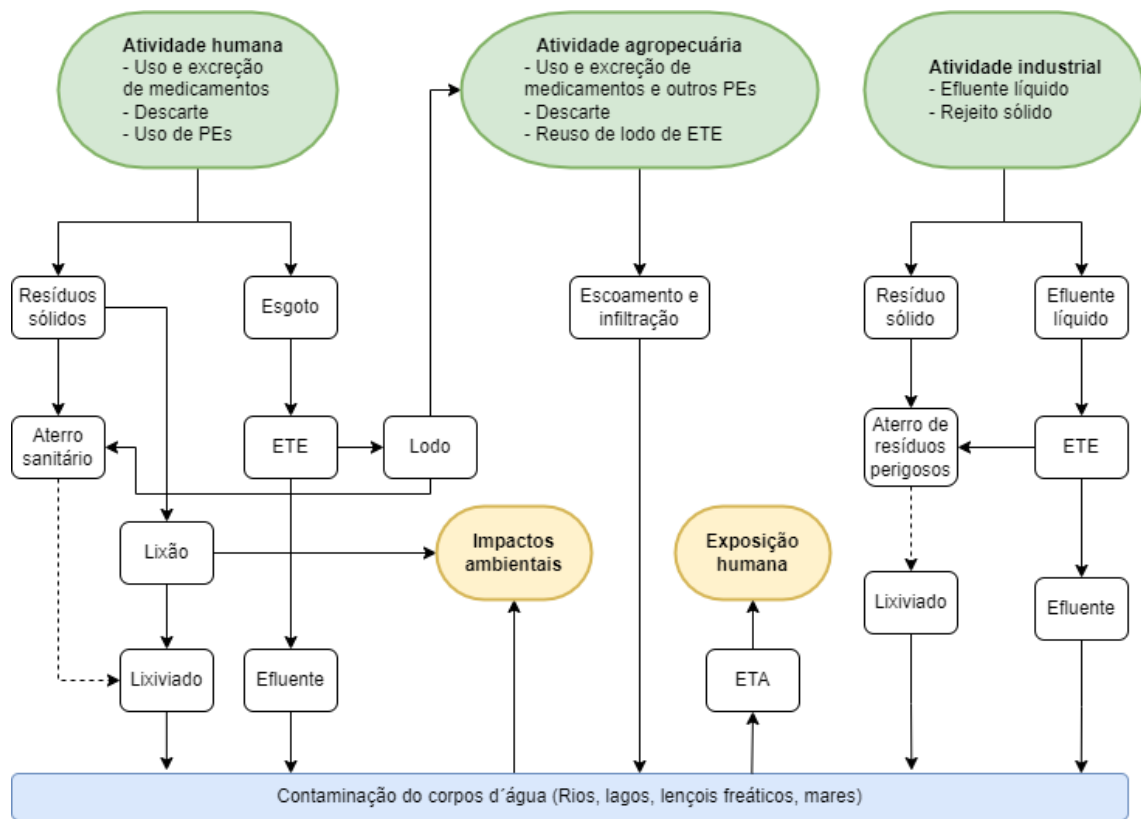 Atividade humana
- Uso e excreção
de medicamentos
- Descarte
- Uso de PEs
Atividade agropecuária
- Uso e excreção de
medicamentos e outros PEs
- Descarte
- Reuso de lodo de ETE
Atividade industrial
- Efluente líquido
- Rejeito sólido
Resíduos
sólidos
Esgoto
Escoamento e
infiltração
Resíduo
sólido
Efluente
líquido
Aterro
sanitário
ETE
Lodo
Aterro de
resíduos
perigosos
ETE
Lixão
Impactos
ambientais
Exposição
humana
Lixiviado
Efluente
Lixiviado
Efluente
ETA
Contaminação do corpos d´água (Rios, lagos, lençois freáticos, mares)